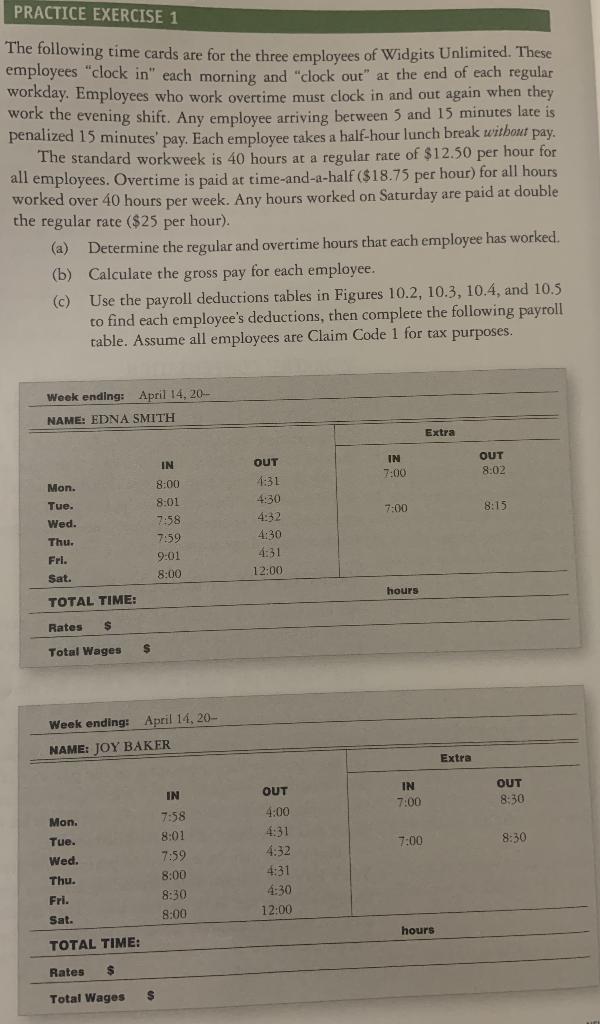 PRACTICE EXERCISE 1
The following time cards are for the three employees of Widgits Unlimited. These
employees "clock in" each morning and "clock out" at the end of each regular
workday. Employees who work overtime must clock in and out again when they
work the evening shift. Any employee arriving between 5 and 15 minutes late is
penalized 15 minutes' pay. Each employee takes a half-hour lunch break without pay.
The standard workweek is 40 hours at a regular rate of $12.50 per hour for
all employees. Overtime is paid at time-and-a-half ($18.75 per hour) for all hours
worked over 40 hours per week. Any hours worked on Saturday are paid at double
the regular rate ($25 per hour).
(a) Determine the regular and overtime hours that each employee has worked.
(b) Calculate the gross pay for each employee.
(c) Use the payroll deductions tables in Figures 10.2, 10.3, 10.4, and 10.5
to find each employee's deductions, then complete the following payroll
table. Assume all employees are Claim Code 1 for tax purposes.
Week ending: April 14, 20–
NAME: EDNA SMITH
Extra
IN OUT IN OUT
Mon. 8:00 4:31 7:00 8:02
Tue. 8:01 4:30
Wed. 7:58 4:32 7:00 8:15
Thu. 7:59 4:30
Fri. 9:01 4:31
Sat. 8:00 12:00
TOTAL TIME: hours
Rates $
Total Wages $
Week ending: April 14, 20–
NAME: JOY BAKER
Extra
IN OUT IN OUT
Mon. 7:58 4:00 7:00 8:30
Tue. 8:01 4:31
Wed. 7:59 4:32 7:00 8:30
Thu. 8:00 4:31
Fri. 8:30 4:30
Sat. 8:00 12:00
TOTAL TIME: hours
Rates $
Total Wages $